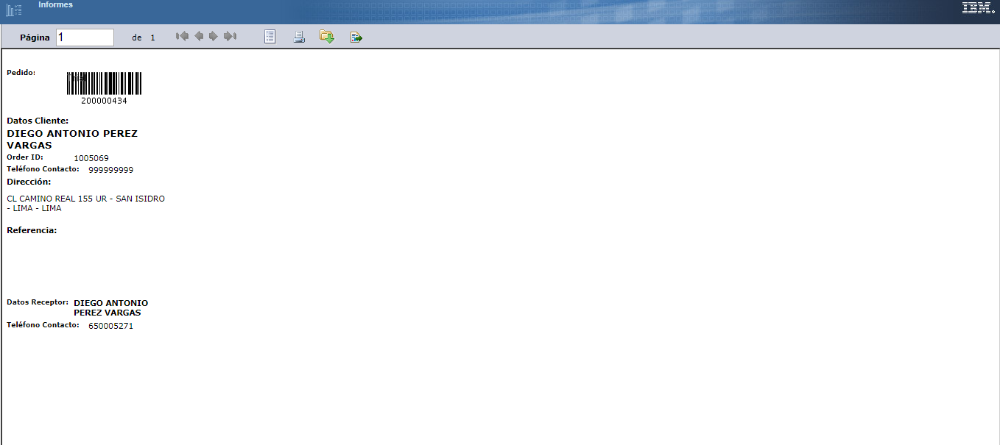 Informes
IBM.
Página 1 de 1
Pedido:
200000434
Datos Cliente:
DIEGO ANTONIO PEREZ
VARGAS
Order ID: 1005069
Teléfono Contacto: 999999999
Dirección:
CL CAMINO REAL 155 UR - SAN ISIDRO
- LIMA - LIMA
Referencia:
Datos Receptor: DIEGO ANTONIO
PEREZ VARGAS
Teléfono Contacto: 650005271